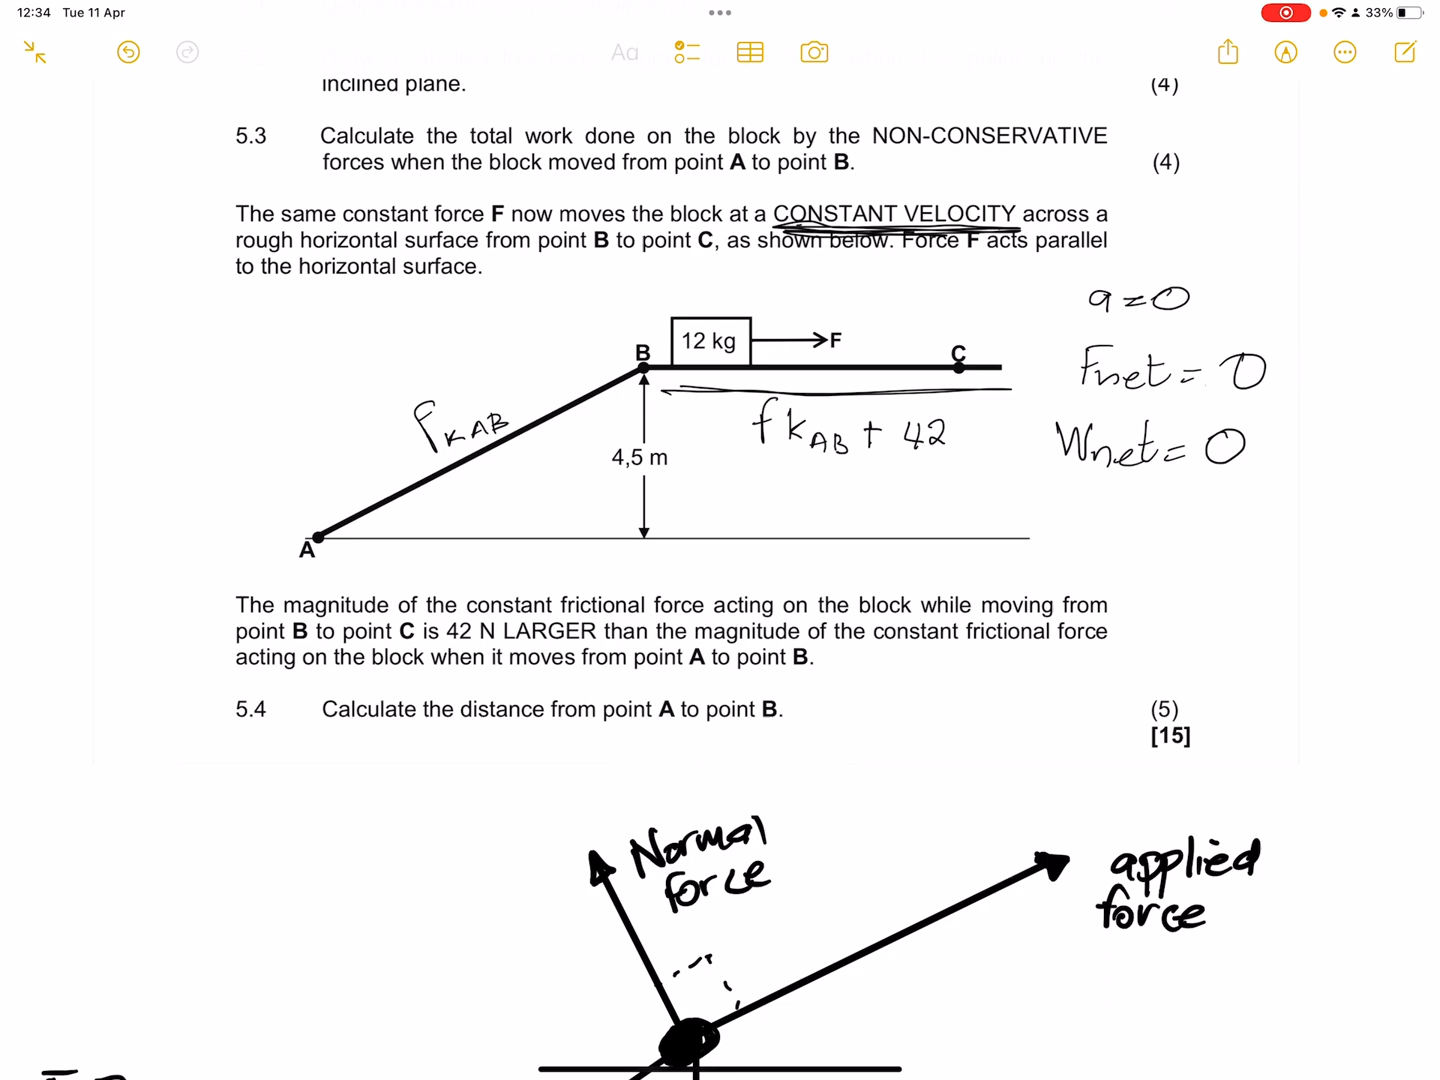 12:34 Tue 11 Apr
33%
Aa
inclined plane. (4)
5.3 Calculate the total work done on the block by the NON-CONSERVATIVE
forces when the block moved from point A to point B. (4)
The same constant force F now moves the block at a CONSTANT VELOCITY across a
rough horizontal surface from point B to point C, as shown below. Force F acts parallel
to the horizontal surface.
a = 0
12 kg
F
B
C
Fnet = 0
fKAB
fkAB + 42
Wnet = 0
4,5 m
A
The magnitude of the constant frictional force acting on the block while moving from
point B to point C is 42 N LARGER than the magnitude of the constant frictional force
acting on the block when it moves from point A to point B.
5.4 Calculate the distance from point A to point B. (5)
[15]
Normal
force
applied
force